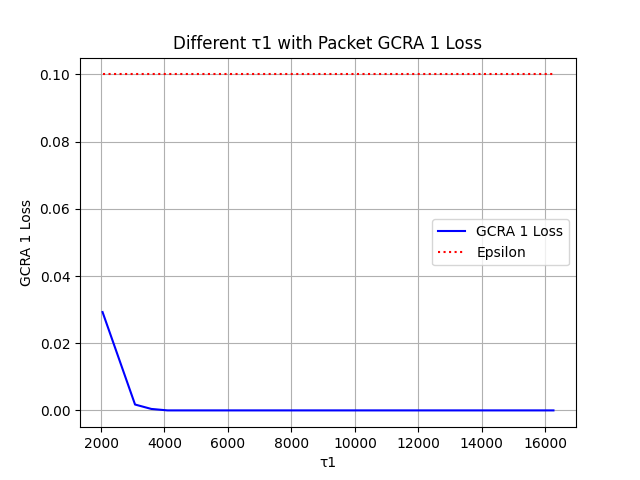 Different τ1 with Packet GCRA 1 Loss
0.10
0.08
0.06
0.04
0.02
0.00
GCRA 1 Loss
GCRA 1 Loss
Epsilon
2000 4000 6000 8000 10000 12000 14000 16000
τ1